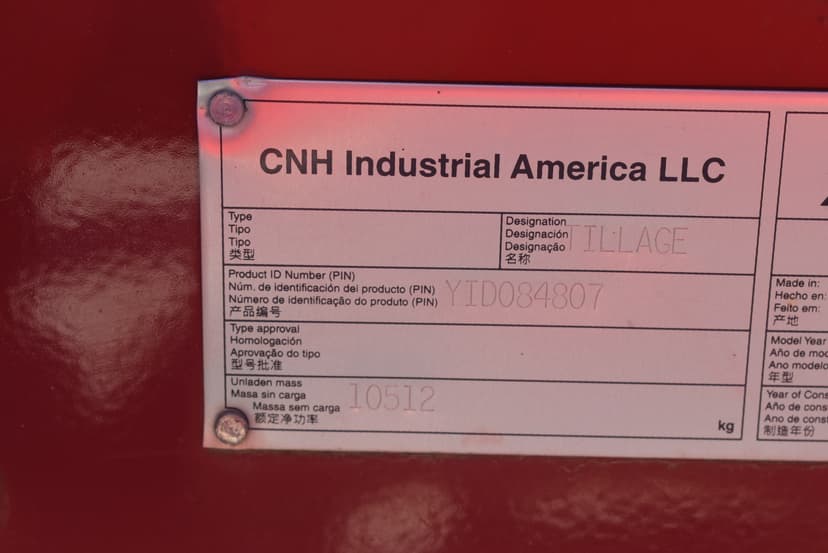 CNH Industrial America LLC
Type
Tipo
Tipo
类型
Designation
Designación
Designação
名称
TILLAGE
Product ID Number (PIN)
Núm. de identificación del producto (PIN)
Número de identificação do produto (PIN)
产品编号
YID084807
Type approval
Homologación
Aprovação do tipo
型号批准
Unladen mass
Masa sin carga
Massa sem carga
额定净功率
10512
kg
Made in:
Hecho en:
Feito em:
产地
Model Year
Año de mod
Ano modelo
年型
Year of Cons
Año de cons
Ano de const
制造年份